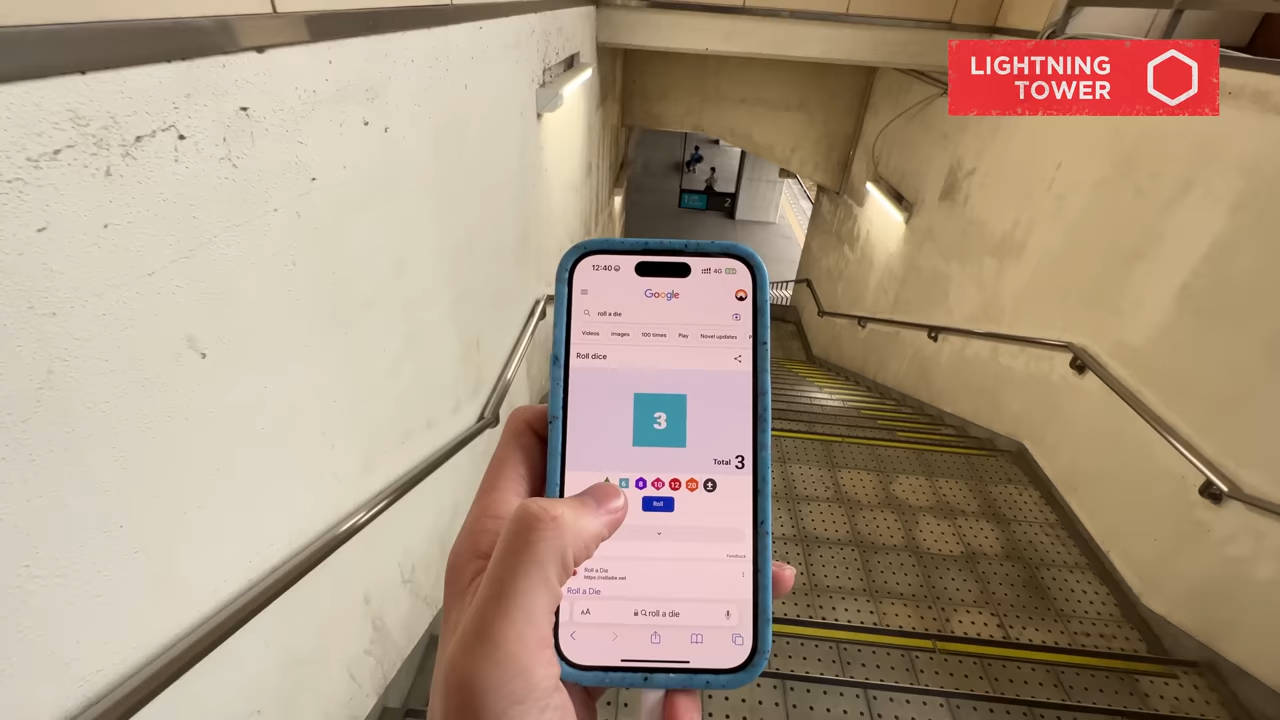 LIGHTNING
TOWER
2
12:40
4G
Google
roll a die
Videos
Images
100 times
Play
Novel updates
Roll dice
3
Total 3
6
8
10
12
20
Roll
Feedback
Roll a Die
https://rolladie.net
Roll a Die
AA
roll a die